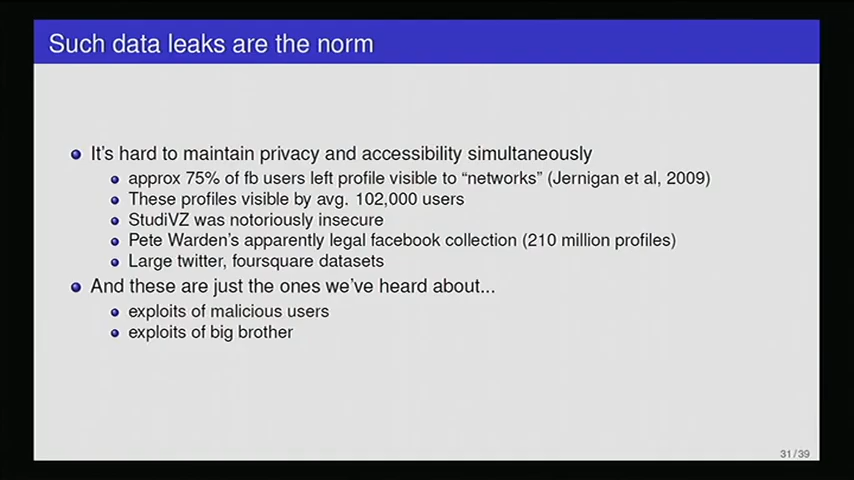 Such data leaks are the norm
It's hard to maintain privacy and accessibility simultaneously
approx 75% of fb users left profile visible to “networks” (Jernigan et al, 2009)
These profiles visible by avg. 102,000 users
StudiVZ was notoriously insecure
Pete Warden's apparently legal facebook collection (210 million profiles)
Large twitter, foursquare datasets
And these are just the ones we've heard about...
exploits of malicious users
exploits of big brother
31/39